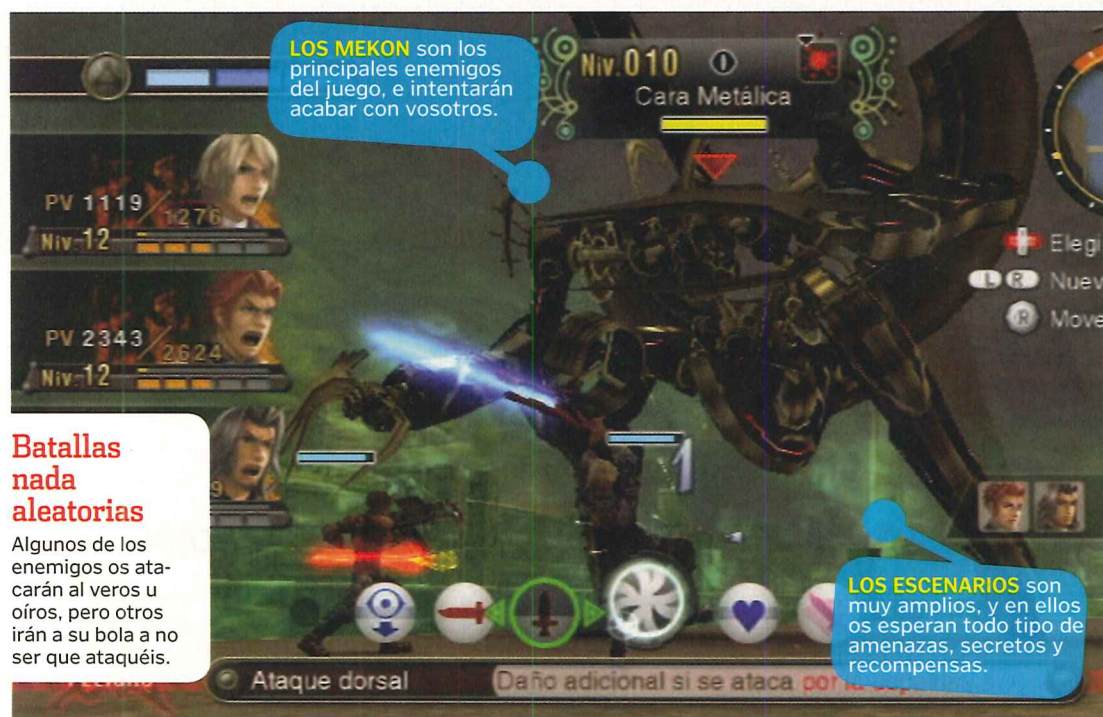 LOS MEKON son los
principales enemigos
del juego, e intentarán
acabar con vosotros.
Niv.010
Cara Metálica
PV 1119
1276
Niv.12
PV 2343
2624
Niv.12
9
Elegi
L R Nuev
R Move
1
Batallas
nada
aleatorias
Algunos de los
enemigos os ata-
carán al veros u
oíros, pero otros
irán a su bola a no
ser que ataquéis.
LOS ESCENARIOS son
muy amplios, y en ellos
os esperan todo tipo de
amenazas, secretos y
recompensas.
Ataque dorsal
Daño adicional si se ataca por la